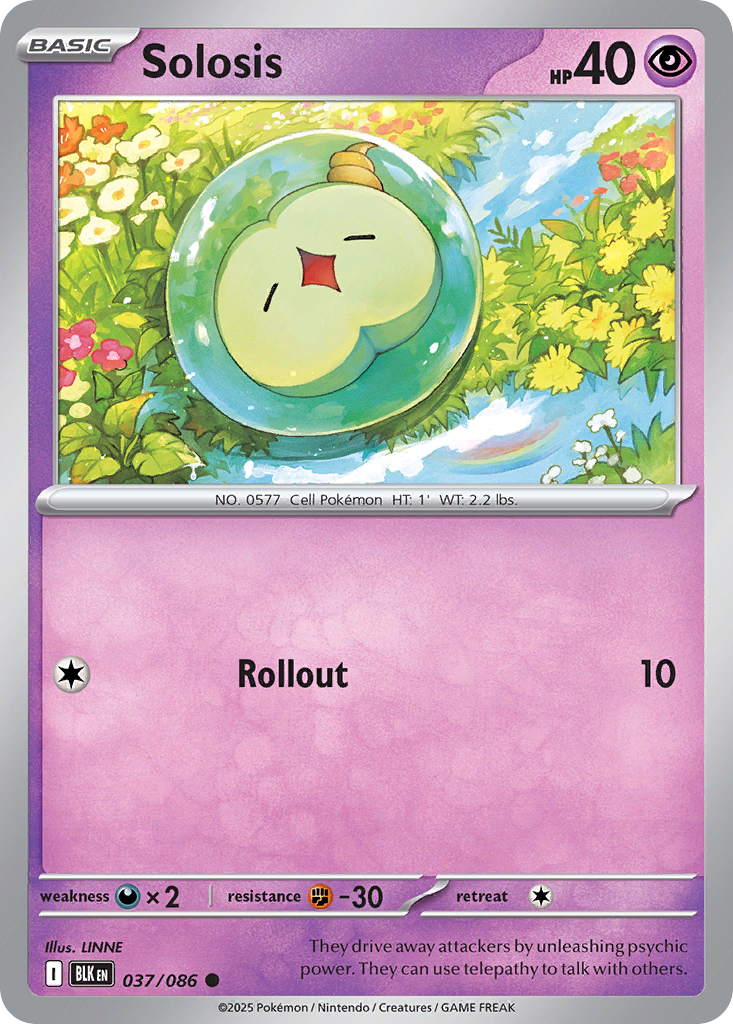 BASIC
Solosis
HP 40
NO. 0577 Cell Pokémon HT: 1' WT: 2.2 lbs.
Rollout 10
weakness ×2 resistance -30 retreat
Illus. LINNE
They drive away attackers by unleashing psychic
power. They can use telepathy to talk with others.
I BLK EN 037/086
©2025 Pokémon / Nintendo / Creatures / GAME FREAK